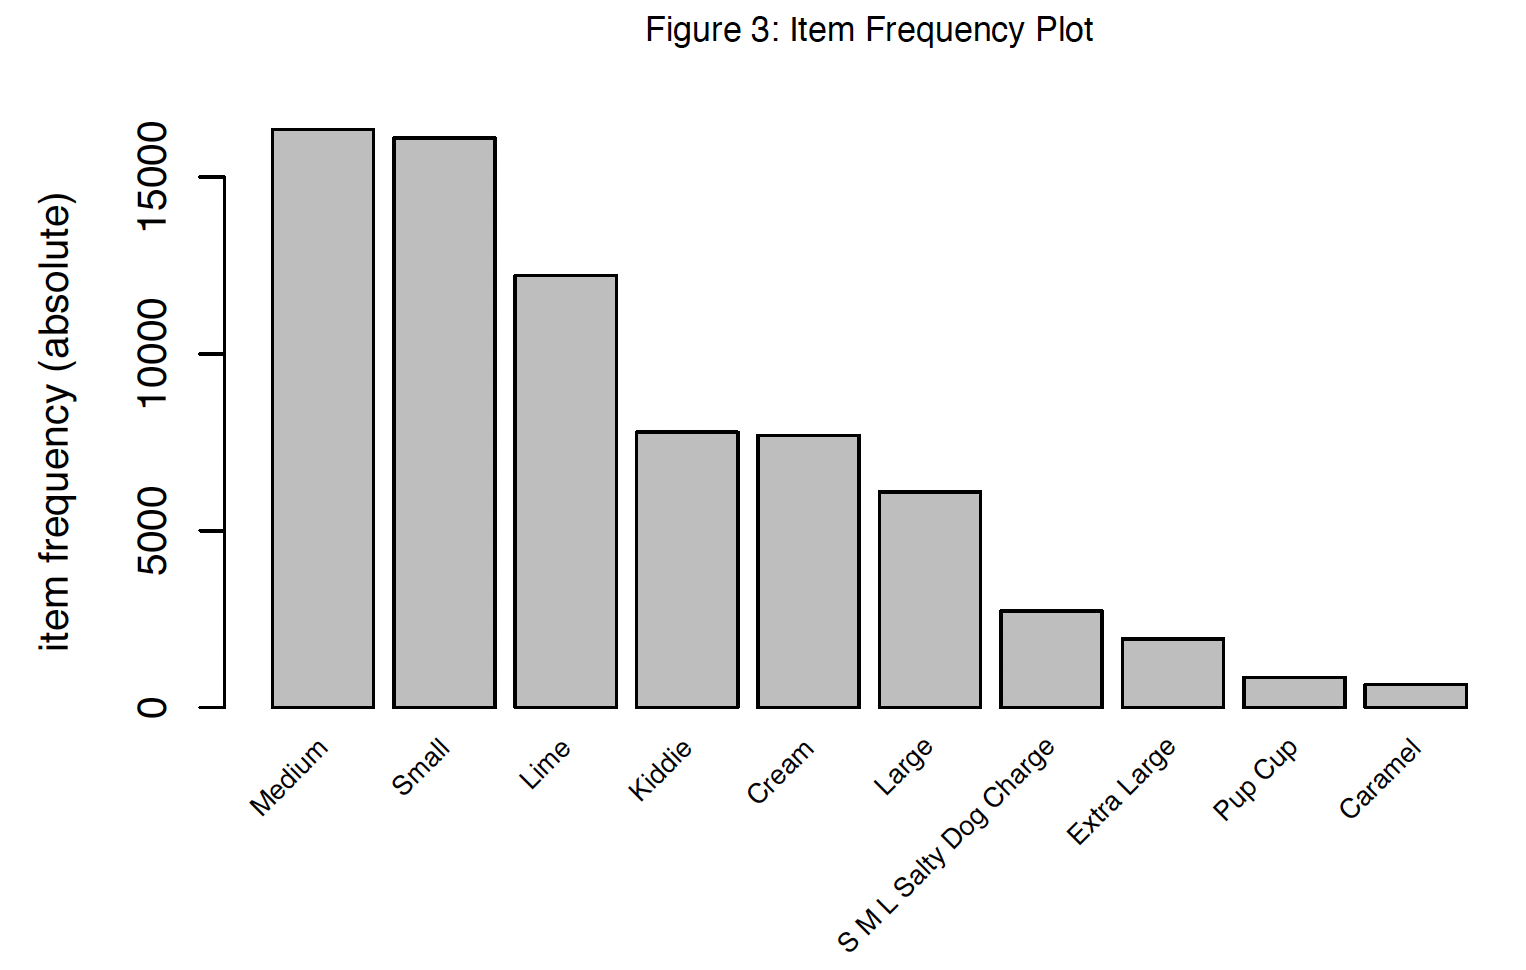 Figure 3: Item Frequency Plot
item frequency (absolute)
15000
10000
5000
0
Medium
Small
Lime
Kiddie
Cream
Large
S M L Salty Dog Charge
Extra Large
Pup Cup
Caramel